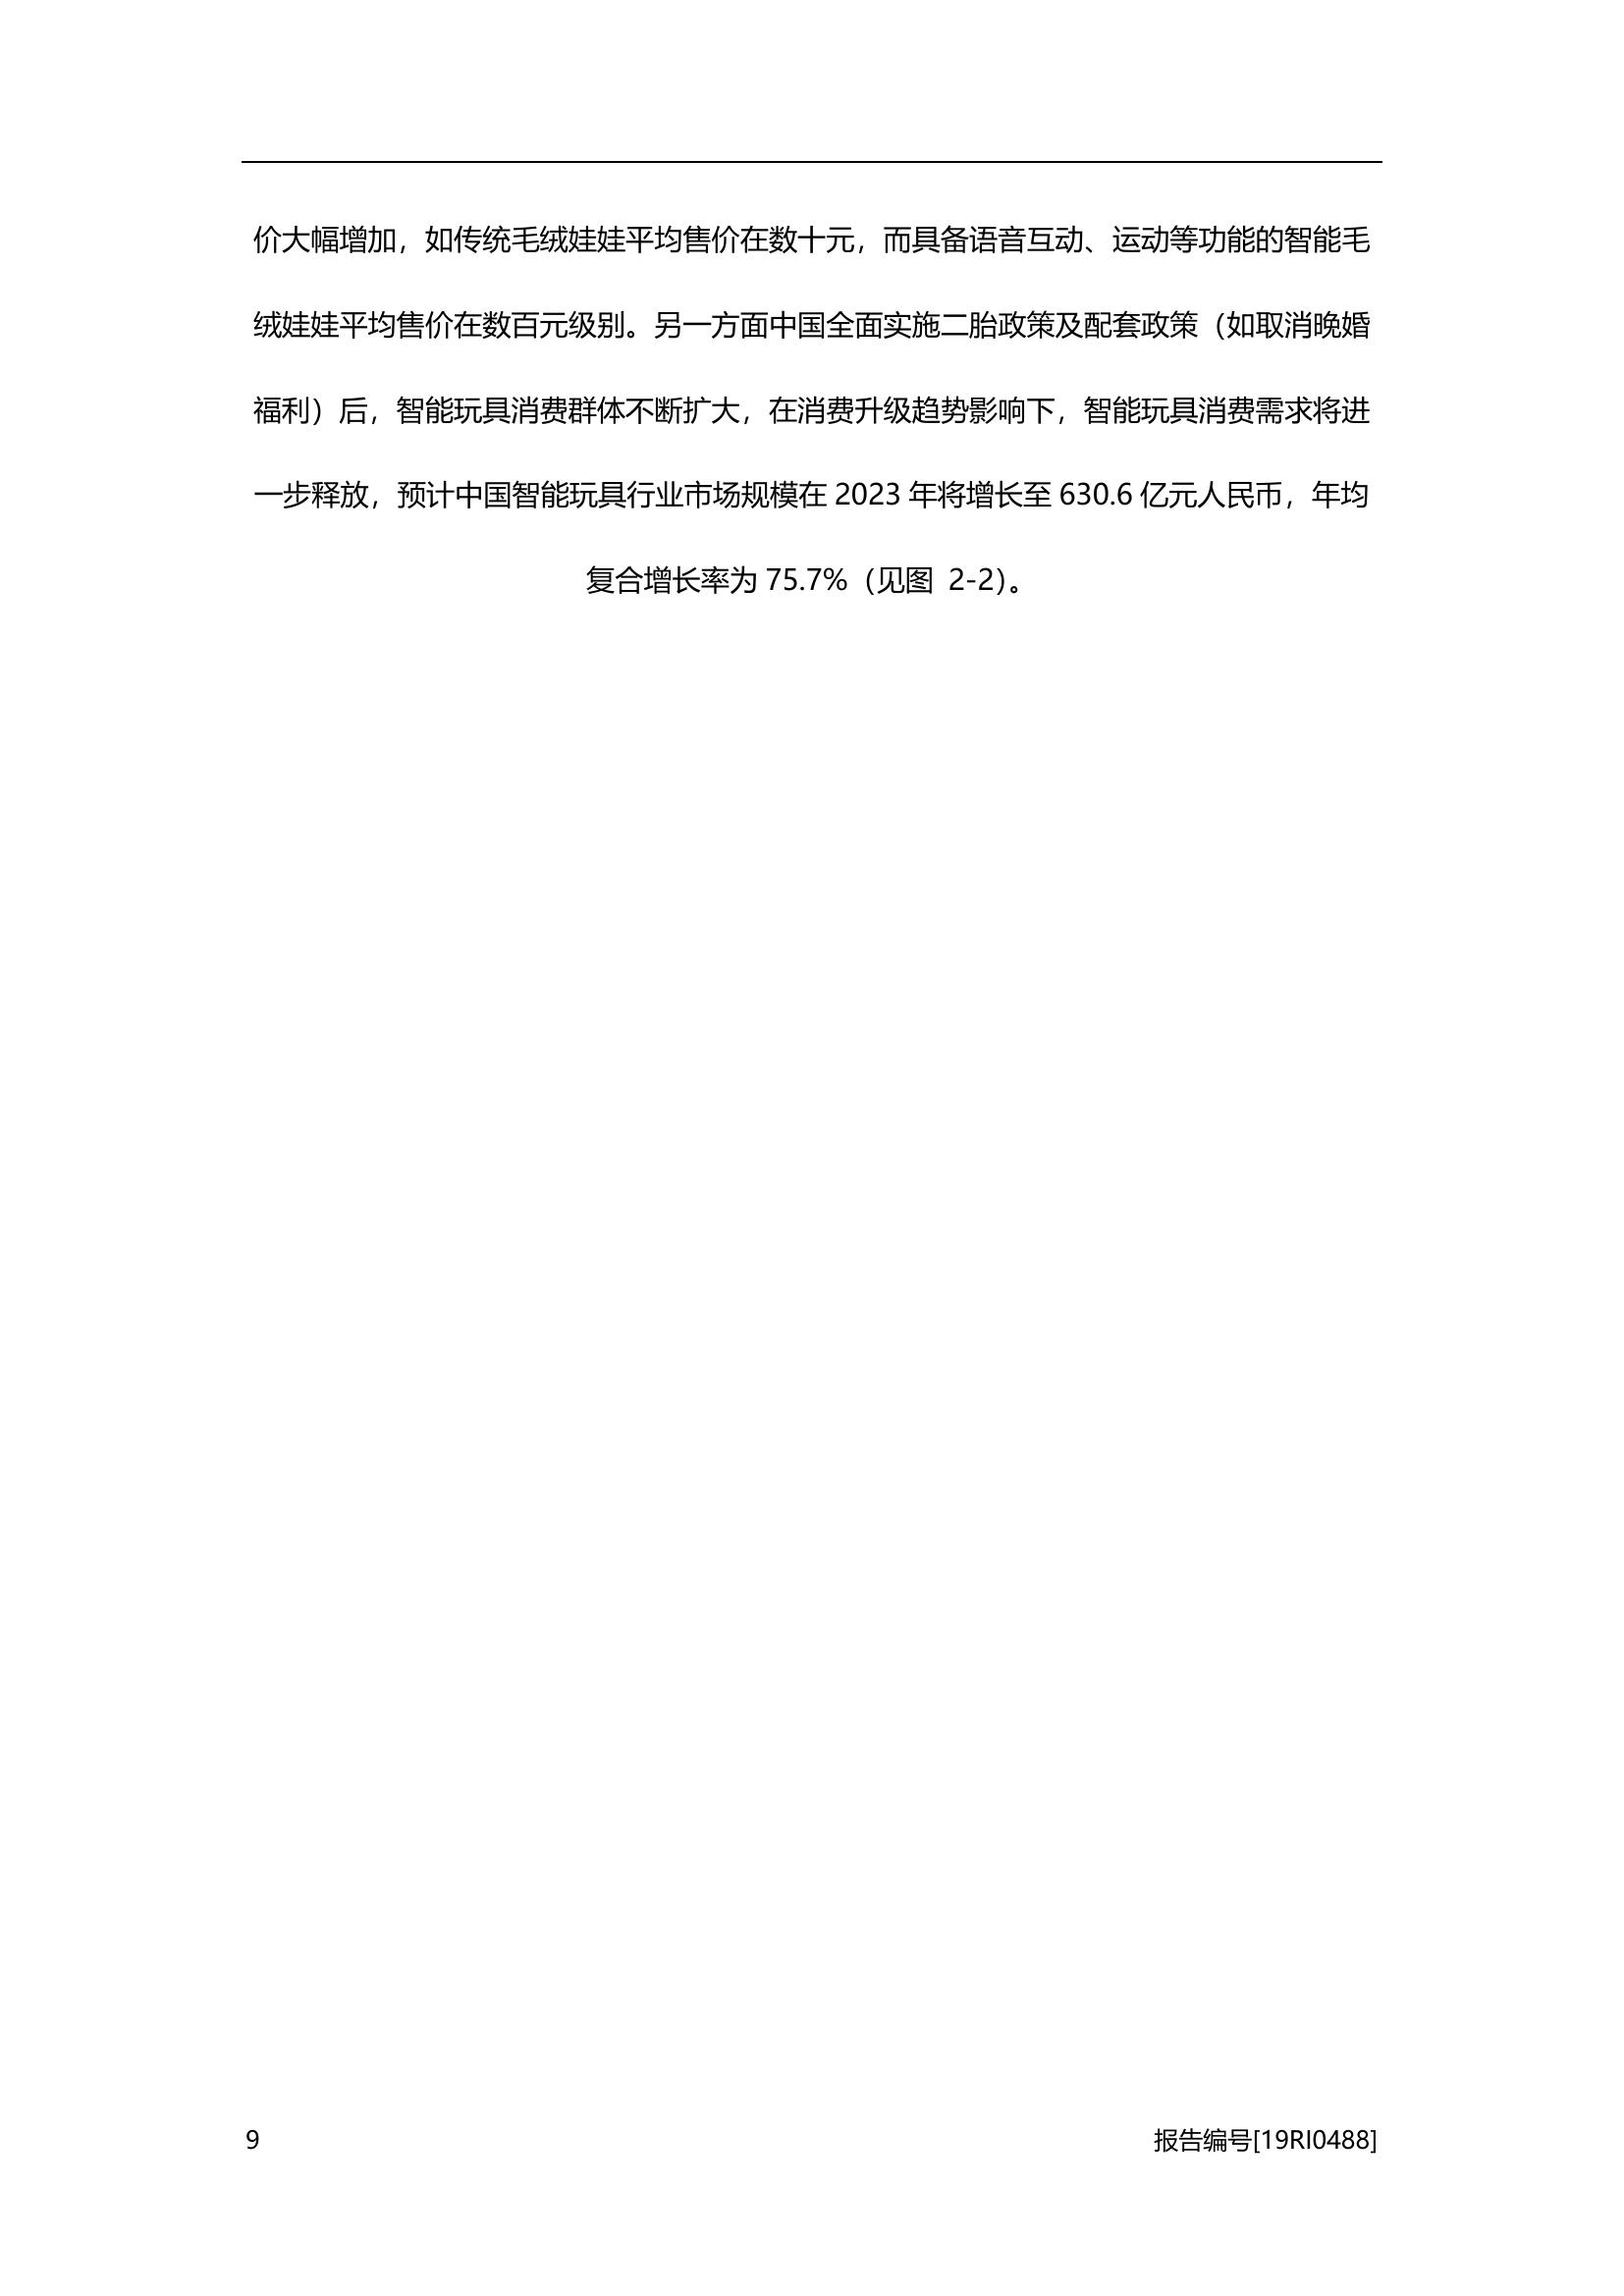 价大幅增加，如传统毛绒娃娃平均售价在数十元，而具备语音互动、运动等功能的智能毛
绒娃娃平均售价在数百元级别。另一方面中国全面实施二胎政策及配套政策（如取消晚婚
福利）后，智能玩具消费群体不断扩大，在消费升级趋势影响下，智能玩具消费需求将进
一步释放，预计中国智能玩具行业市场规模在 2023 年将增长至 630.6 亿元人民币，年均
复合增长率为 75.7%（见图 2-2）。
9 报告编号[19RI0488]